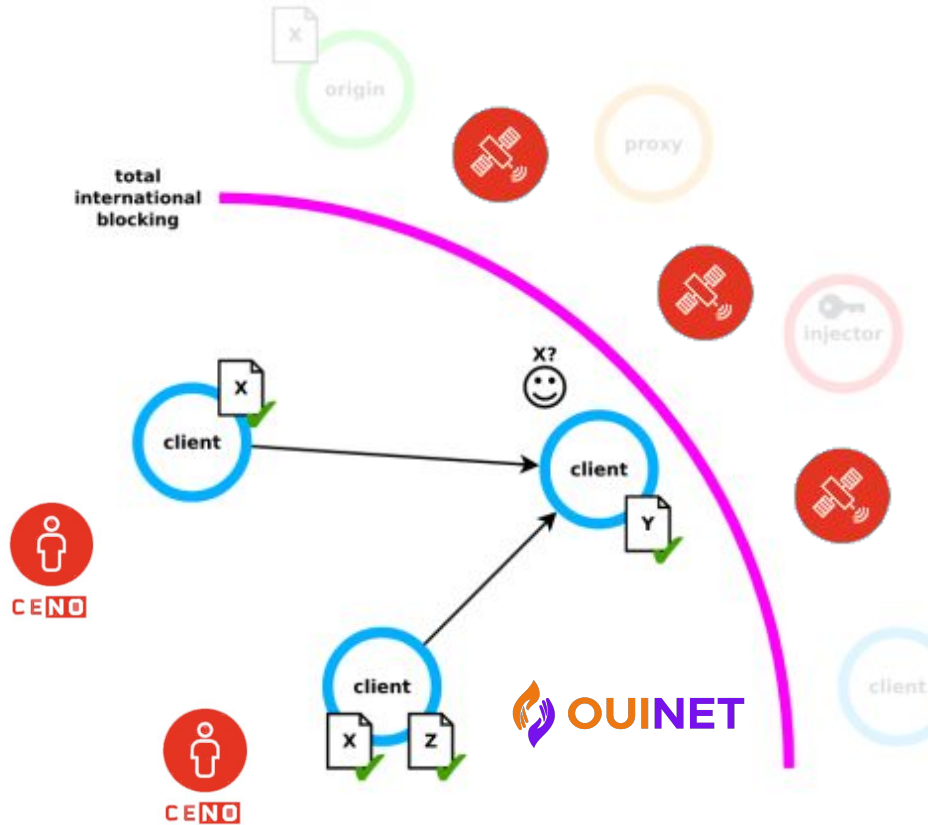 X
origin
proxy
total
international
blocking
injector
X?
X
client
client
Y
CENO
client
client
X
Z
OUINET
CENO